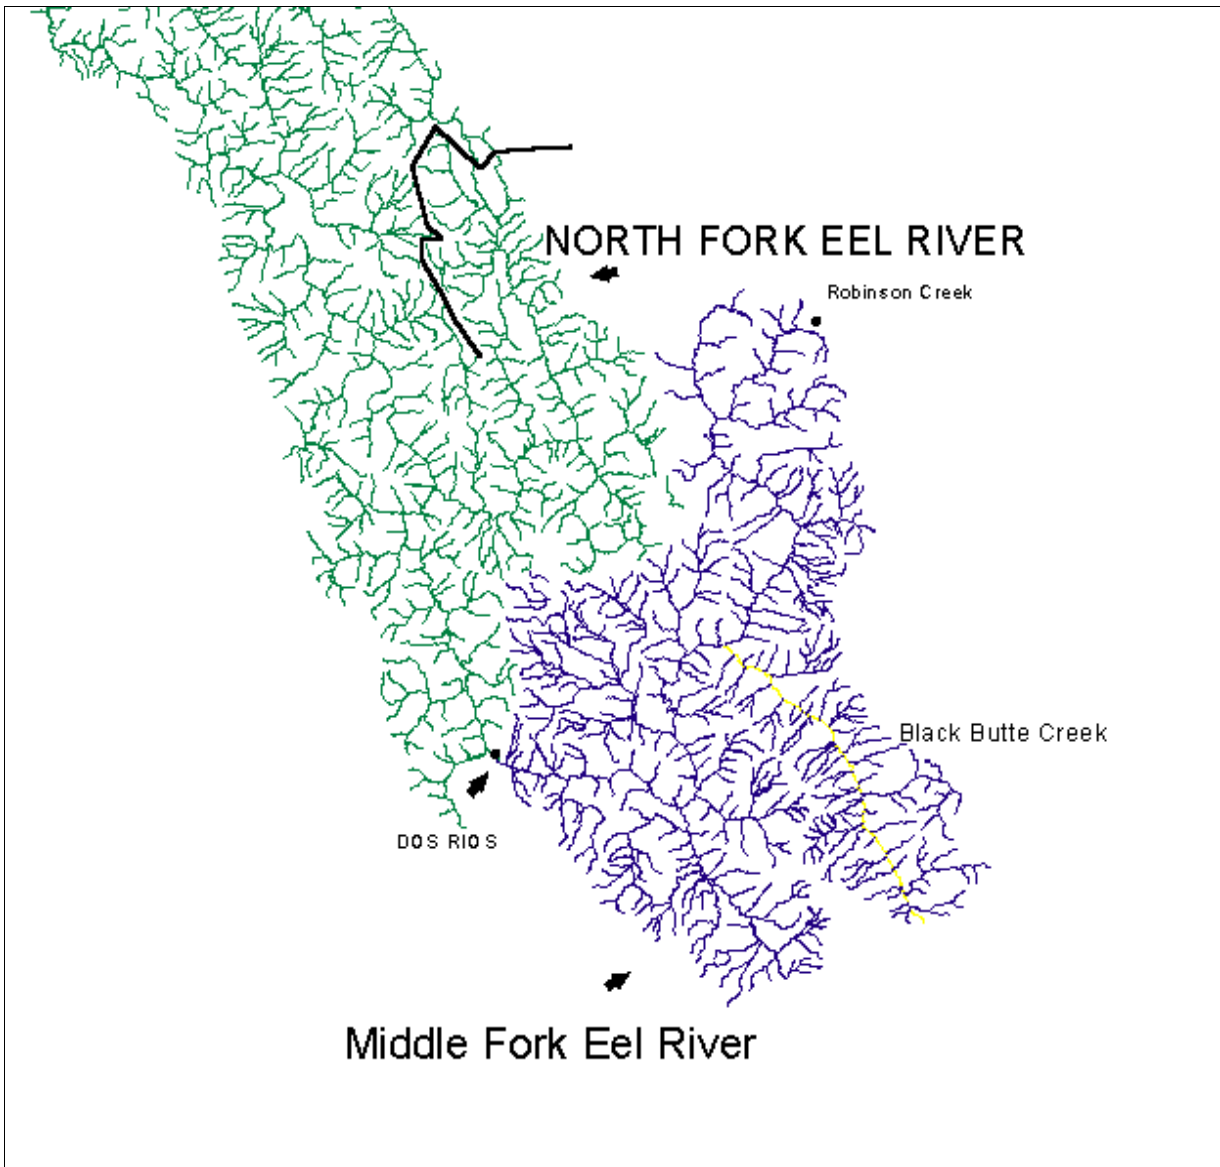 NORTH FORK EEL RIVER
Robinson Creek
Black Butte Creek
DOS RIOS
Middle Fork Eel River